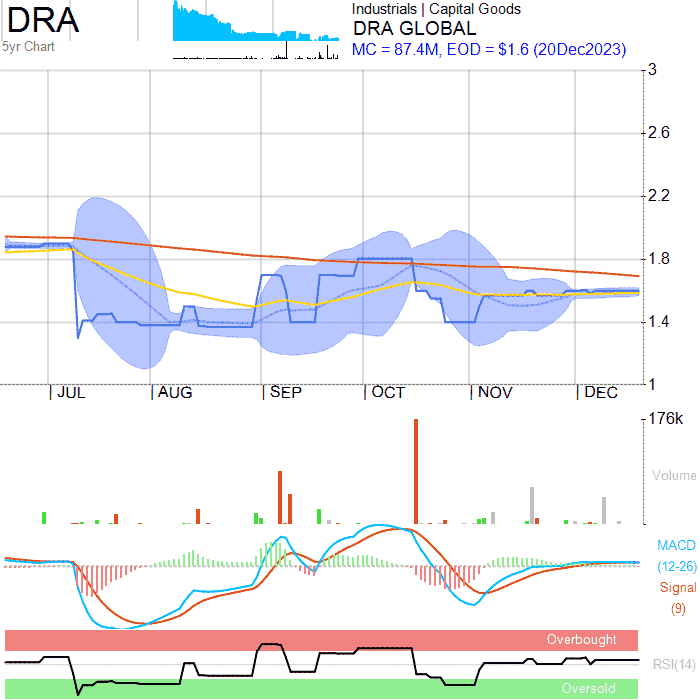 DRA
5yr Chart
Industrials | Capital Goods
DRA GLOBAL
MC = 87.4M, EOD = $1.6 (20Dec2023)
3
2.6
2.2
1.8
1.4
1
JUL AUG SEP OCT NOV DEC
176k
Volume
MACD
(12-26)
Signal
(9)
Overbought
RSI(14)
Oversold